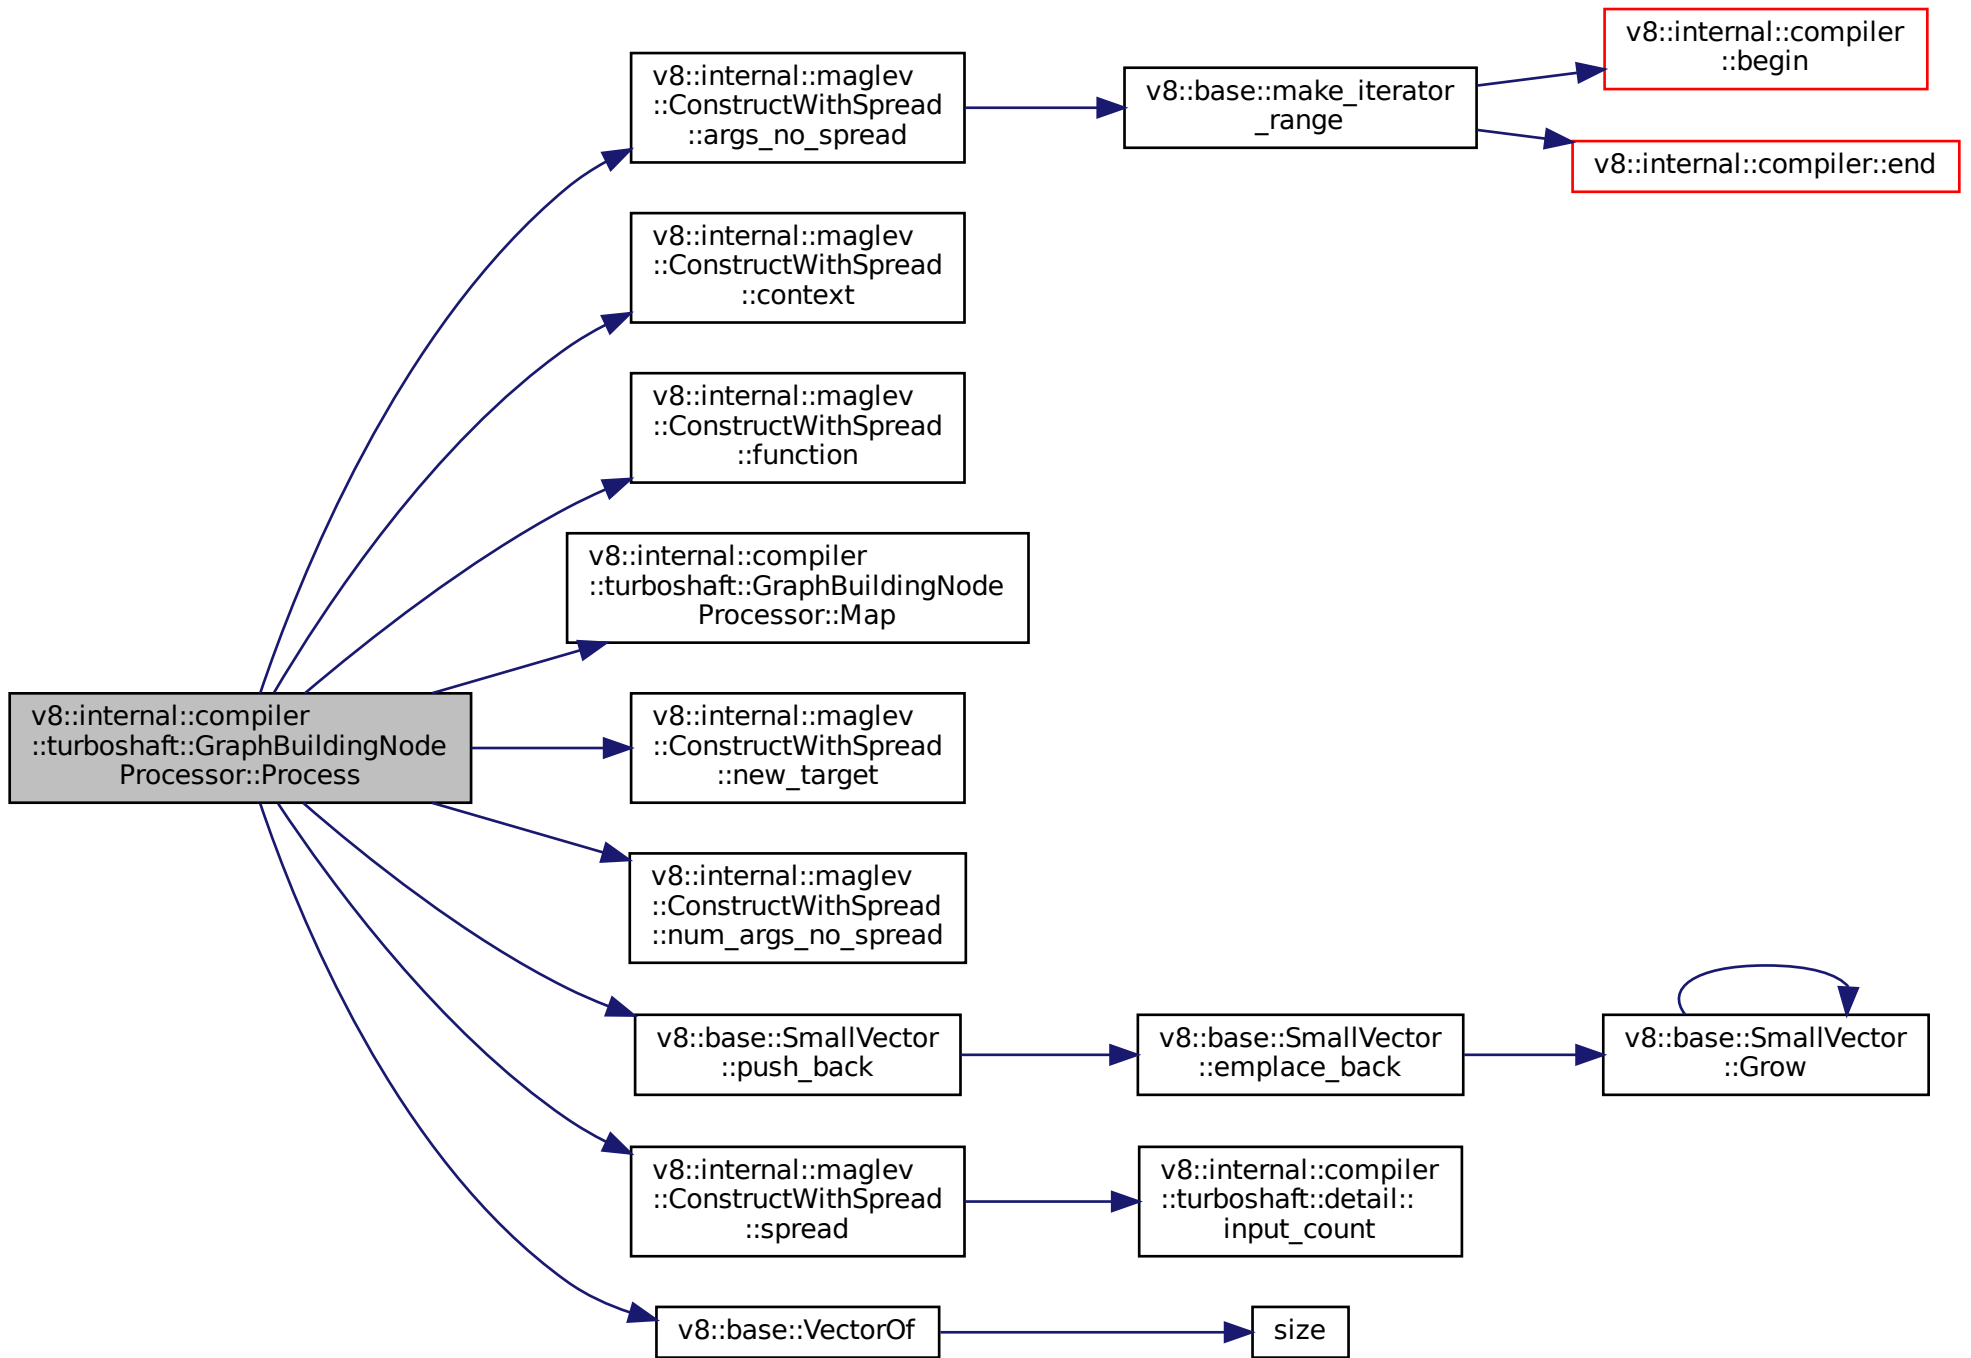 v8::internal::compiler
::begin
v8::internal::maglev
::ConstructWithSpread
::args_no_spread
v8::base::make_iterator
_range
v8::internal::compiler::end
v8::internal::maglev
::ConstructWithSpread
::context
v8::internal::maglev
::ConstructWithSpread
::function
v8::internal::compiler
::turboshaft::GraphBuildingNode
Processor::Map
v8::internal::compiler
::turboshaft::GraphBuildingNode
Processor::Process
v8::internal::maglev
::ConstructWithSpread
::new_target
v8::internal::maglev
::ConstructWithSpread
::num_args_no_spread
v8::base::SmallVector
::push_back
v8::base::SmallVector
::emplace_back
v8::base::SmallVector
::Grow
v8::internal::maglev
::ConstructWithSpread
::spread
v8::internal::compiler
::turboshaft::detail::
input_count
v8::base::VectorOf
size